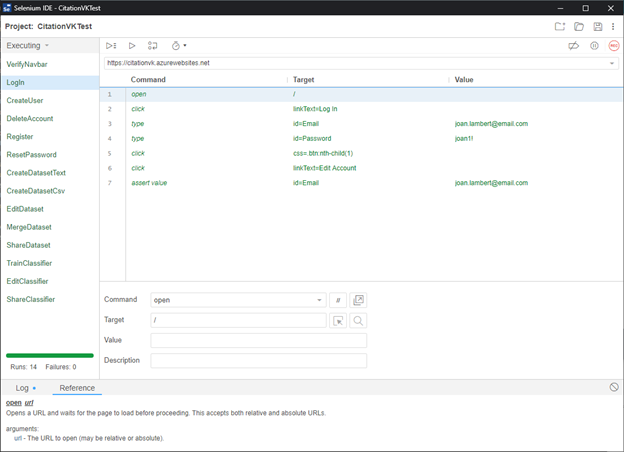 Selenium IDE - CitationVKTest
Project: CitationVKTest
Executing
VerifyNavbar
LogIn
CreateUser
DeleteAccount
Register
ResetPassword
CreateDatasetText
CreateDatasetCsv
EditDataset
MergeDataset
ShareDataset
TrainClassifier
EditClassifier
ShareClassifier
Runs: 14 Failures: 0
REC
https://citationvk.azurewebsites.net
Command Target Value
1 open /
2 click linkText=Log In
3 type id=Email joan.lambert@email.com
4 type id=Password joan1!
5 click css=.btn:nth-child(1)
6 click linkText=Edit Account
7 assert value id=Email joan.lambert@email.com
Command open //
Target /
Value
Description
Log Reference
open url
Opens a URL and waits for the page to load before proceeding. This accepts both relative and absolute URLs.
arguments:
url - The URL to open (may be relative or absolute).